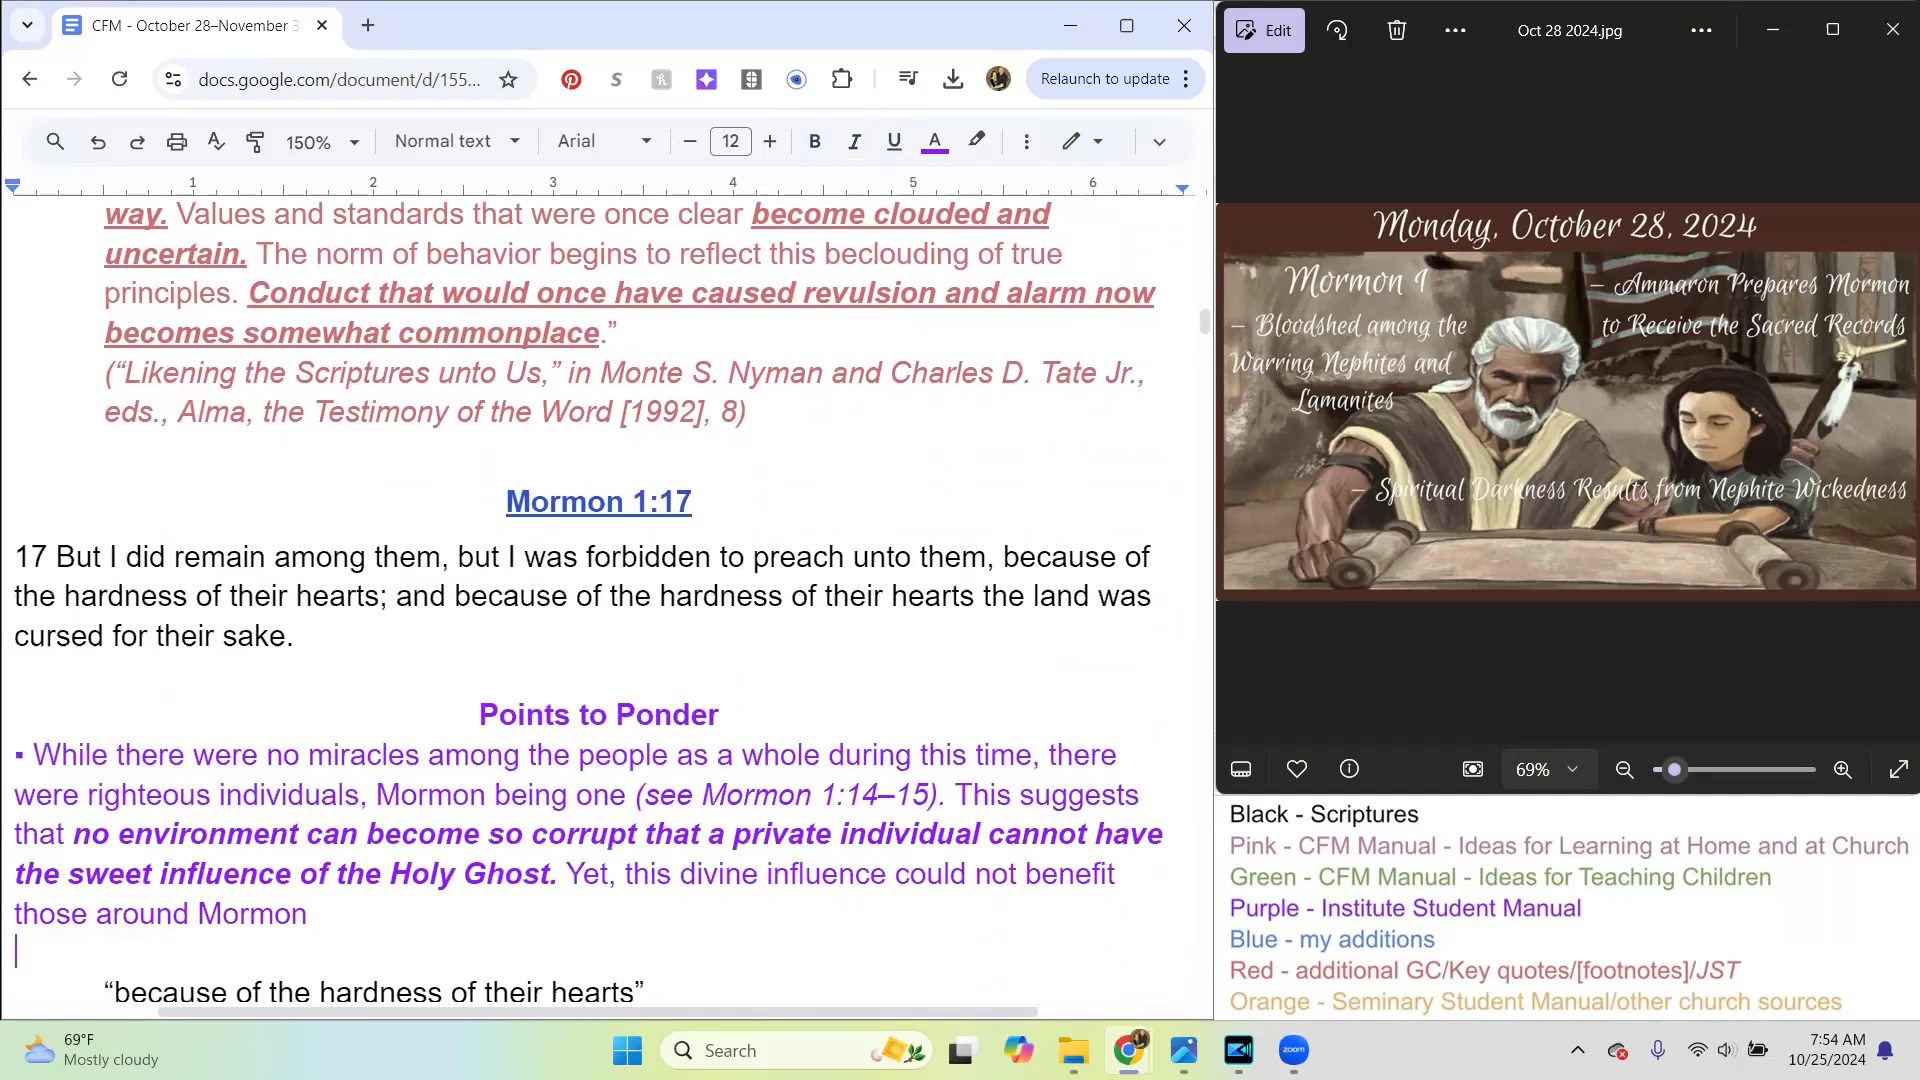 CFM - October 28–November 3
docs.google.com/document/d/155...
Relaunch to update
150%
Normal text
Arial
12
B
I
U
A
1 2 3 4 5 6
way. Values and standards that were once clear become clouded and
uncertain. The norm of behavior begins to reflect this beclouding of true
principles. Conduct that would once have caused revulsion and alarm now
becomes somewhat commonplace.”
(“Likening the Scriptures unto Us,” in Monte S. Nyman and Charles D. Tate Jr.,
eds., Alma, the Testimony of the Word [1992], 8)
Mormon 1:17
17 But I did remain among them, but I was forbidden to preach unto them, because of
the hardness of their hearts; and because of the hardness of their hearts the land was
cursed for their sake.
Points to Ponder
▪ While there were no miracles among the people as a whole during this time, there
were righteous individuals, Mormon being one (see Mormon 1:14–15). This suggests
that no environment can become so corrupt that a private individual cannot have
the sweet influence of the Holy Ghost. Yet, this divine influence could not benefit
those around Mormon
“because of the hardness of their hearts”
Edit
Oct 28 2024.jpg
Monday, October 28, 2024
Mormon 1
– Bloodshed among the
Warring Nephites and
Lamanites
– Ammaron Prepares Mormon
to Receive the Sacred Records
– Spiritual Darkness Results from Nephite Wickedness
69%
Black - Scriptures
Pink - CFM Manual - Ideas for Learning at Home and at Church
Green - CFM Manual - Ideas for Teaching Children
Purple - Institute Student Manual
Blue - my additions
Red - additional GC/Key quotes/[footnotes]/JST
Orange - Seminary Student Manual/other church sources
69°F
Mostly cloudy
Search
zoom
7:54 AM
10/25/2024